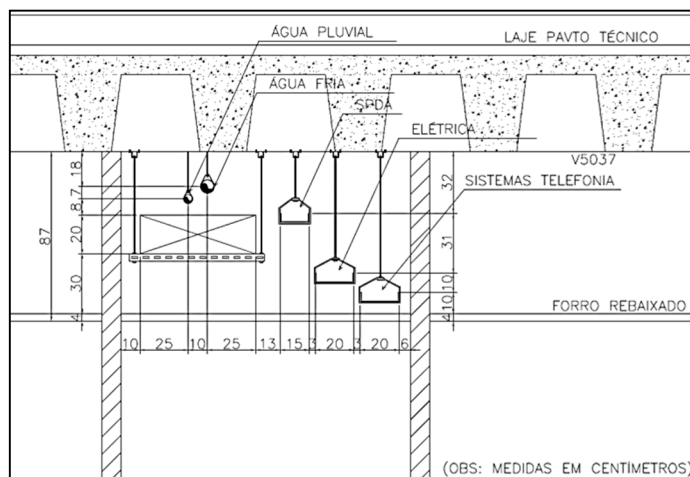 ÁGUA PLUVIAL
LAJE PAVTO TÉCNICO
ÁGUA FRIA
SPDA
ELÉTRICA
V5037
SISTEMAS TELEFONIA
18
7
8
20
30
4
87
32
31
10
10
4
FORRO REBAIXADO
10 25 10 25 13 15 3 20 3 20 6
(OBS: MEDIDAS EM CENTÍMETROS)